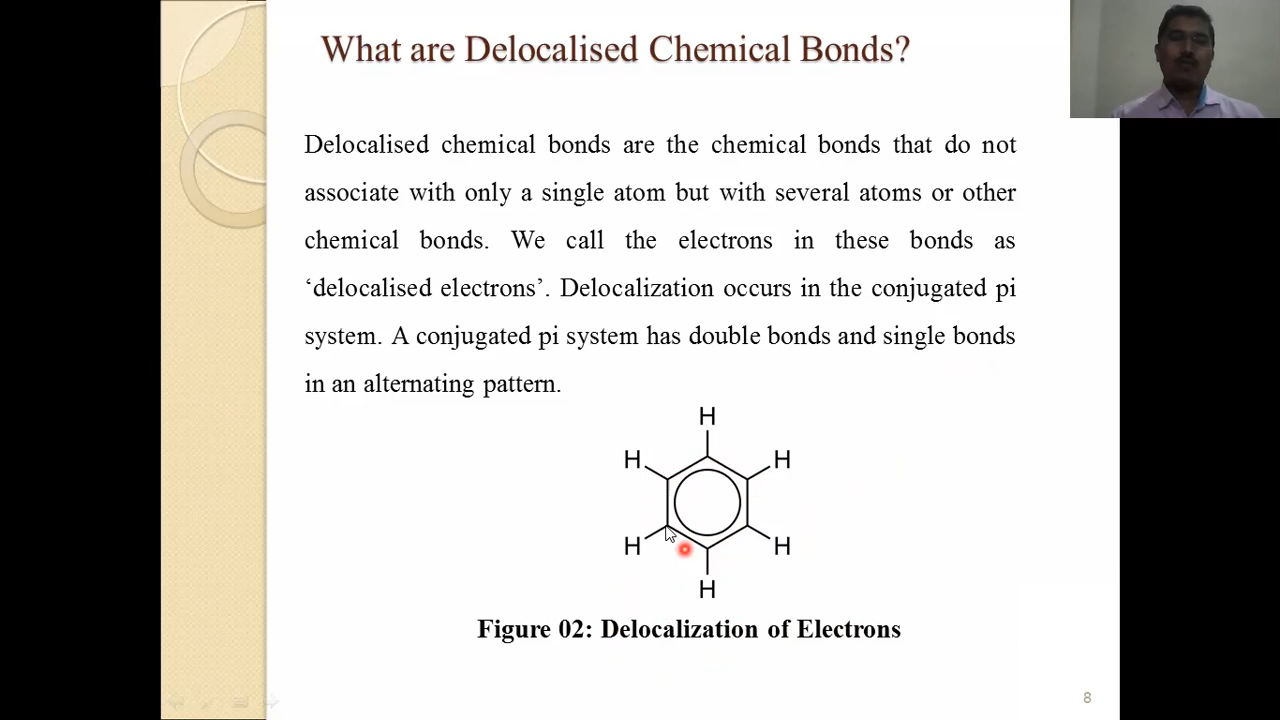 What are Delocalised Chemical Bonds?
Delocalised chemical bonds are the chemical bonds that do not
associate with only a single atom but with several atoms or other
chemical bonds. We call the electrons in these bonds as
‘delocalised electrons’. Delocalization occurs in the conjugated pi
system. A conjugated pi system has double bonds and single bonds
in an alternating pattern.
H
H H
H H
H
Figure 02: Delocalization of Electrons
8